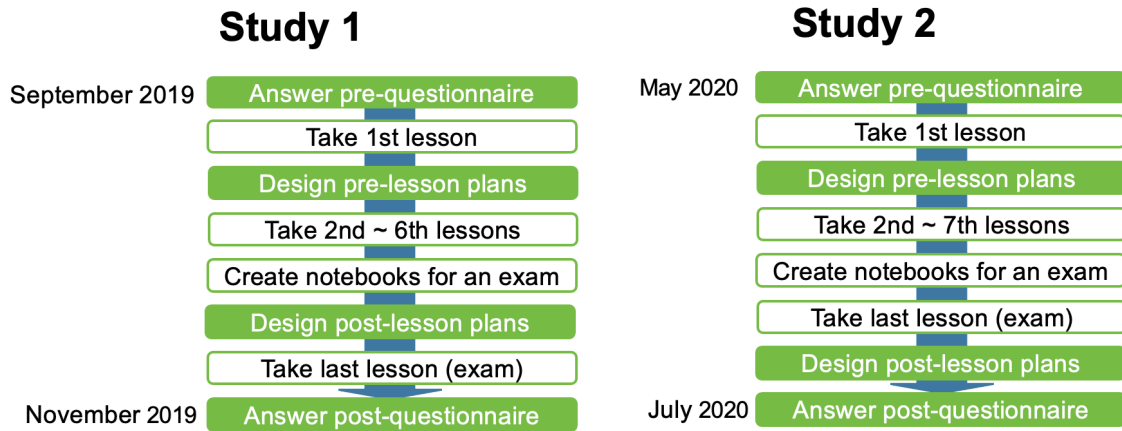 Study 1
September 2019
Answer pre-questionnaire
Take 1st lesson
Design pre-lesson plans
Take 2nd ~ 6th lessons
Create notebooks for an exam
Design post-lesson plans
Take last lesson (exam)
November 2019
Answer post-questionnaire
Study 2
May 2020
Answer pre-questionnaire
Take 1st lesson
Design pre-lesson plans
Take 2nd ~ 7th lessons
Create notebooks for an exam
Take last lesson (exam)
Design post-lesson plans
July 2020
Answer post-questionnaire